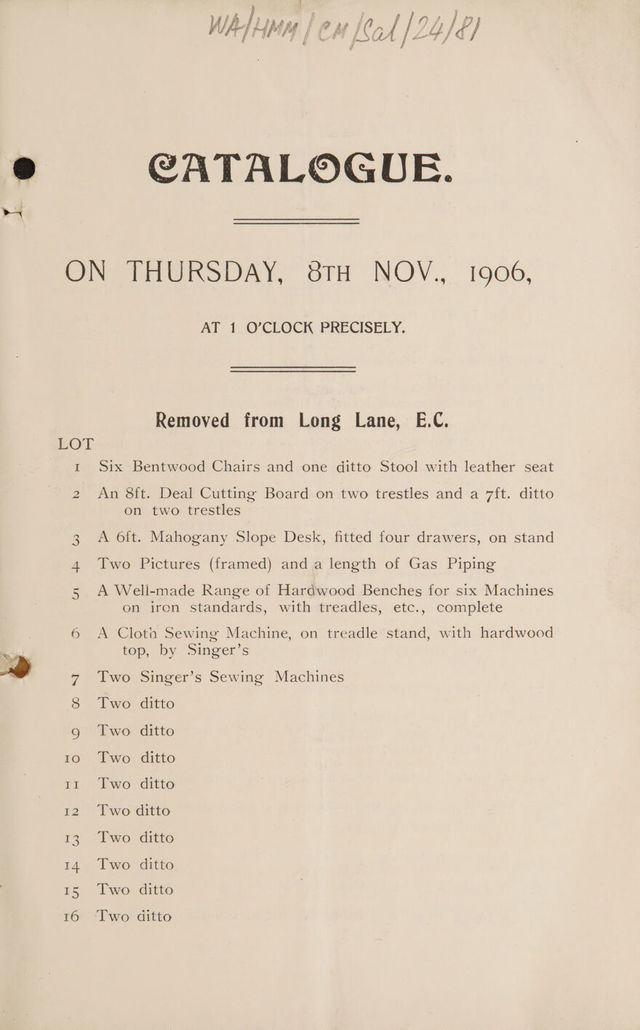 WA/HMM/CM/Sal/24/81
CATALOGUE.
ON THURSDAY, 8TH NOV., 1906,
AT 1 O'CLOCK PRECISELY.
Removed from Long Lane, E.C.
LOT
1 Six Bentwood Chairs and one ditto Stool with leather seat
2 An 8ft. Deal Cutting Board on two trestles and a 7ft. ditto
on two trestles
3 A 6ft. Mahogany Slope Desk, fitted four drawers, on stand
4 Two Pictures (framed) and a length of Gas Piping
5 A Well-made Range of Hardwood Benches for six Machines
on iron standards, with treadles, etc., complete
6 A Cloth Sewing Machine, on treadle stand, with hardwood
top, by Singer's
7 Two Singer's Sewing Machines
8 Two ditto
9 Two ditto
10 Two ditto
11 Two ditto
12 Two ditto
13 Two ditto
14 Two ditto
15 Two ditto
16 Two ditto